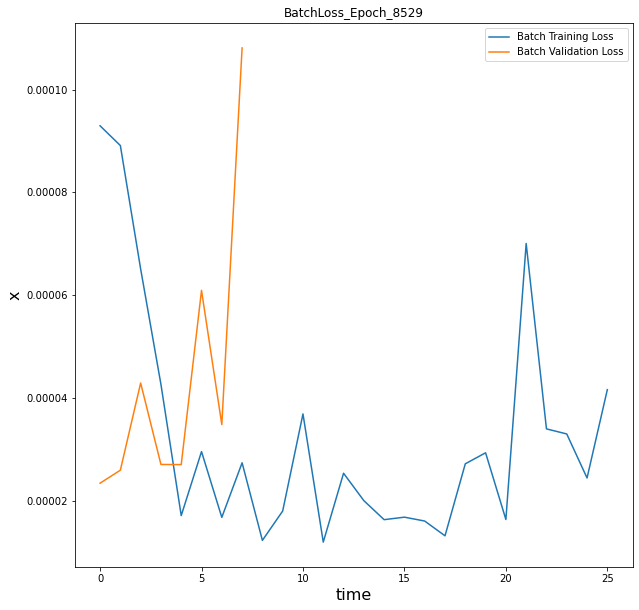 BatchLoss_Epoch_8529
Batch Training Loss
Batch Validation Loss
0.00010
0.00008
0.00006
0.00004
0.00002
x
0 5 10 15 20 25
time